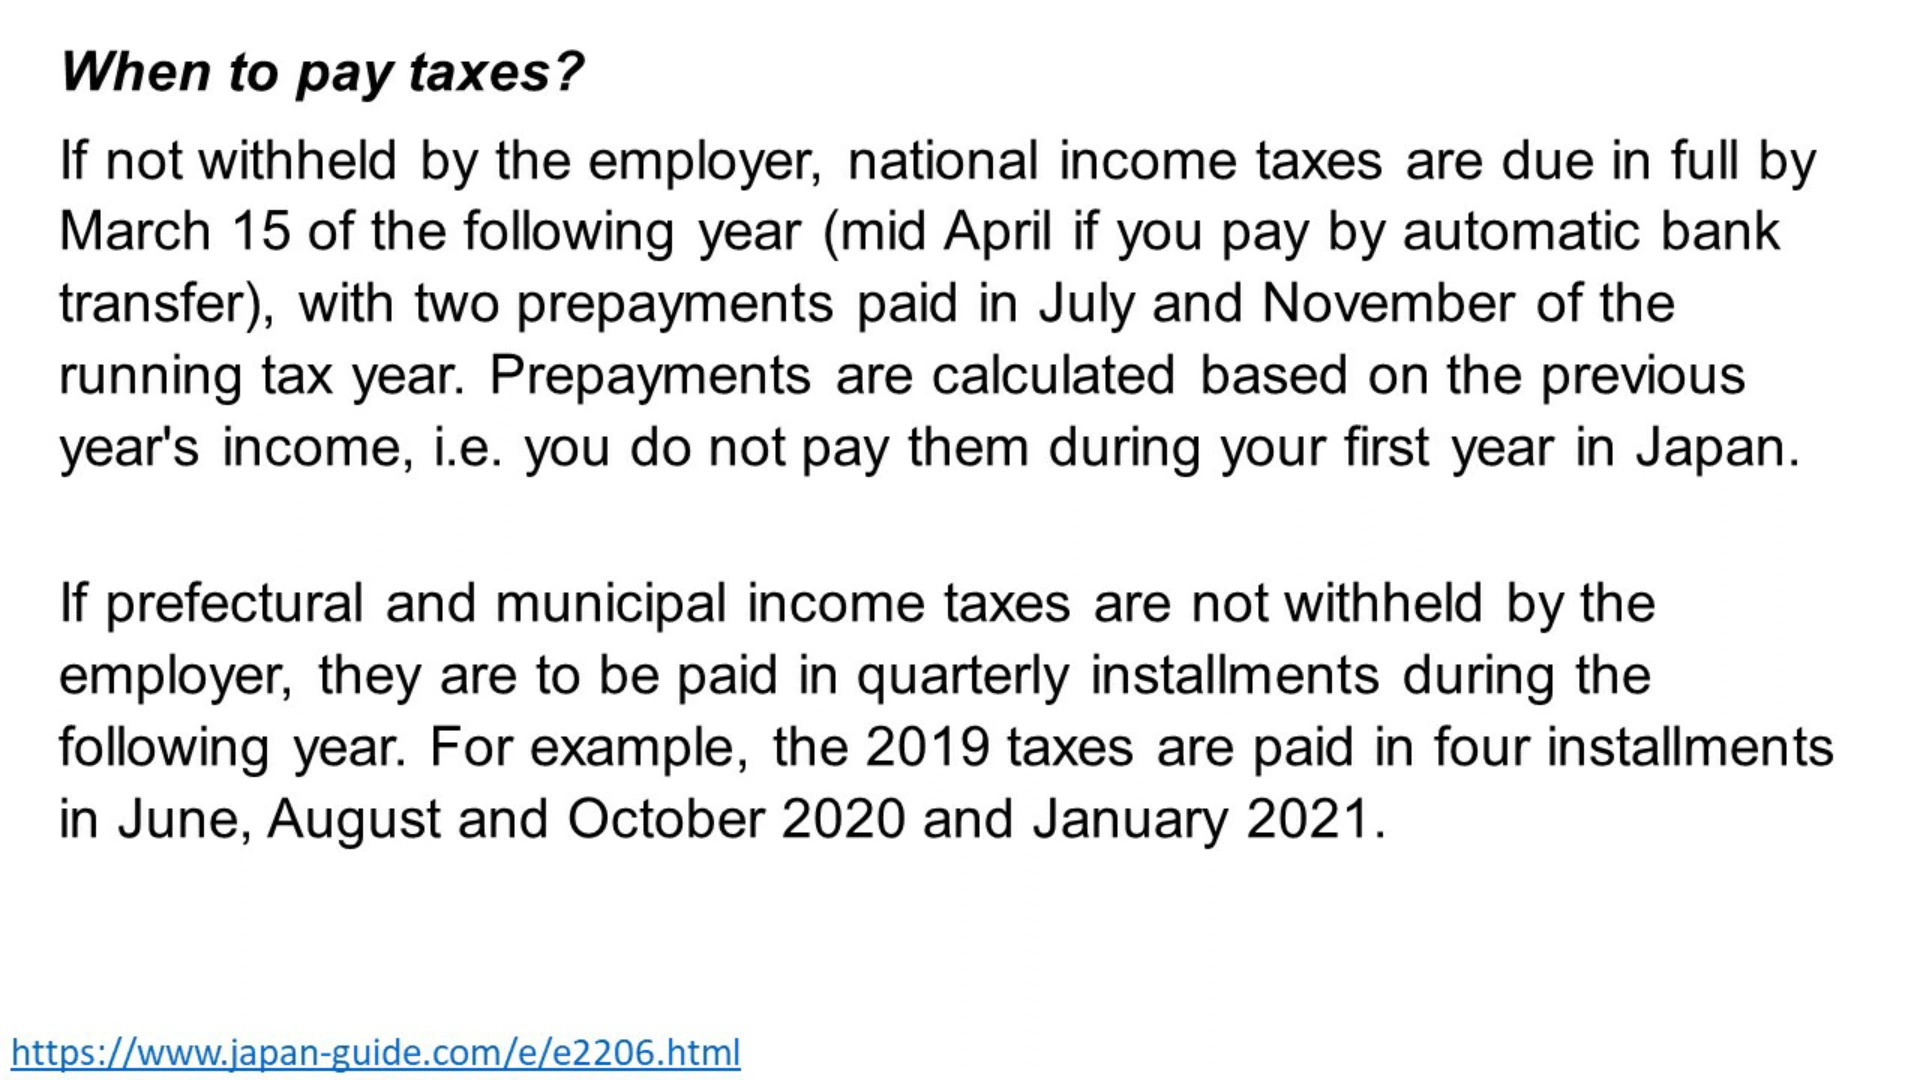 When to pay taxes?
If not withheld by the employer, national income taxes are due in full by
March 15 of the following year (mid April if you pay by automatic bank
transfer), with two prepayments paid in July and November of the
running tax year. Prepayments are calculated based on the previous
year's income, i.e. you do not pay them during your first year in Japan.
If prefectural and municipal income taxes are not withheld by the
employer, they are to be paid in quarterly installments during the
following year. For example, the 2019 taxes are paid in four installments
in June, August and October 2020 and January 2021.
https://www.japan-guide.com/e/e2206.html